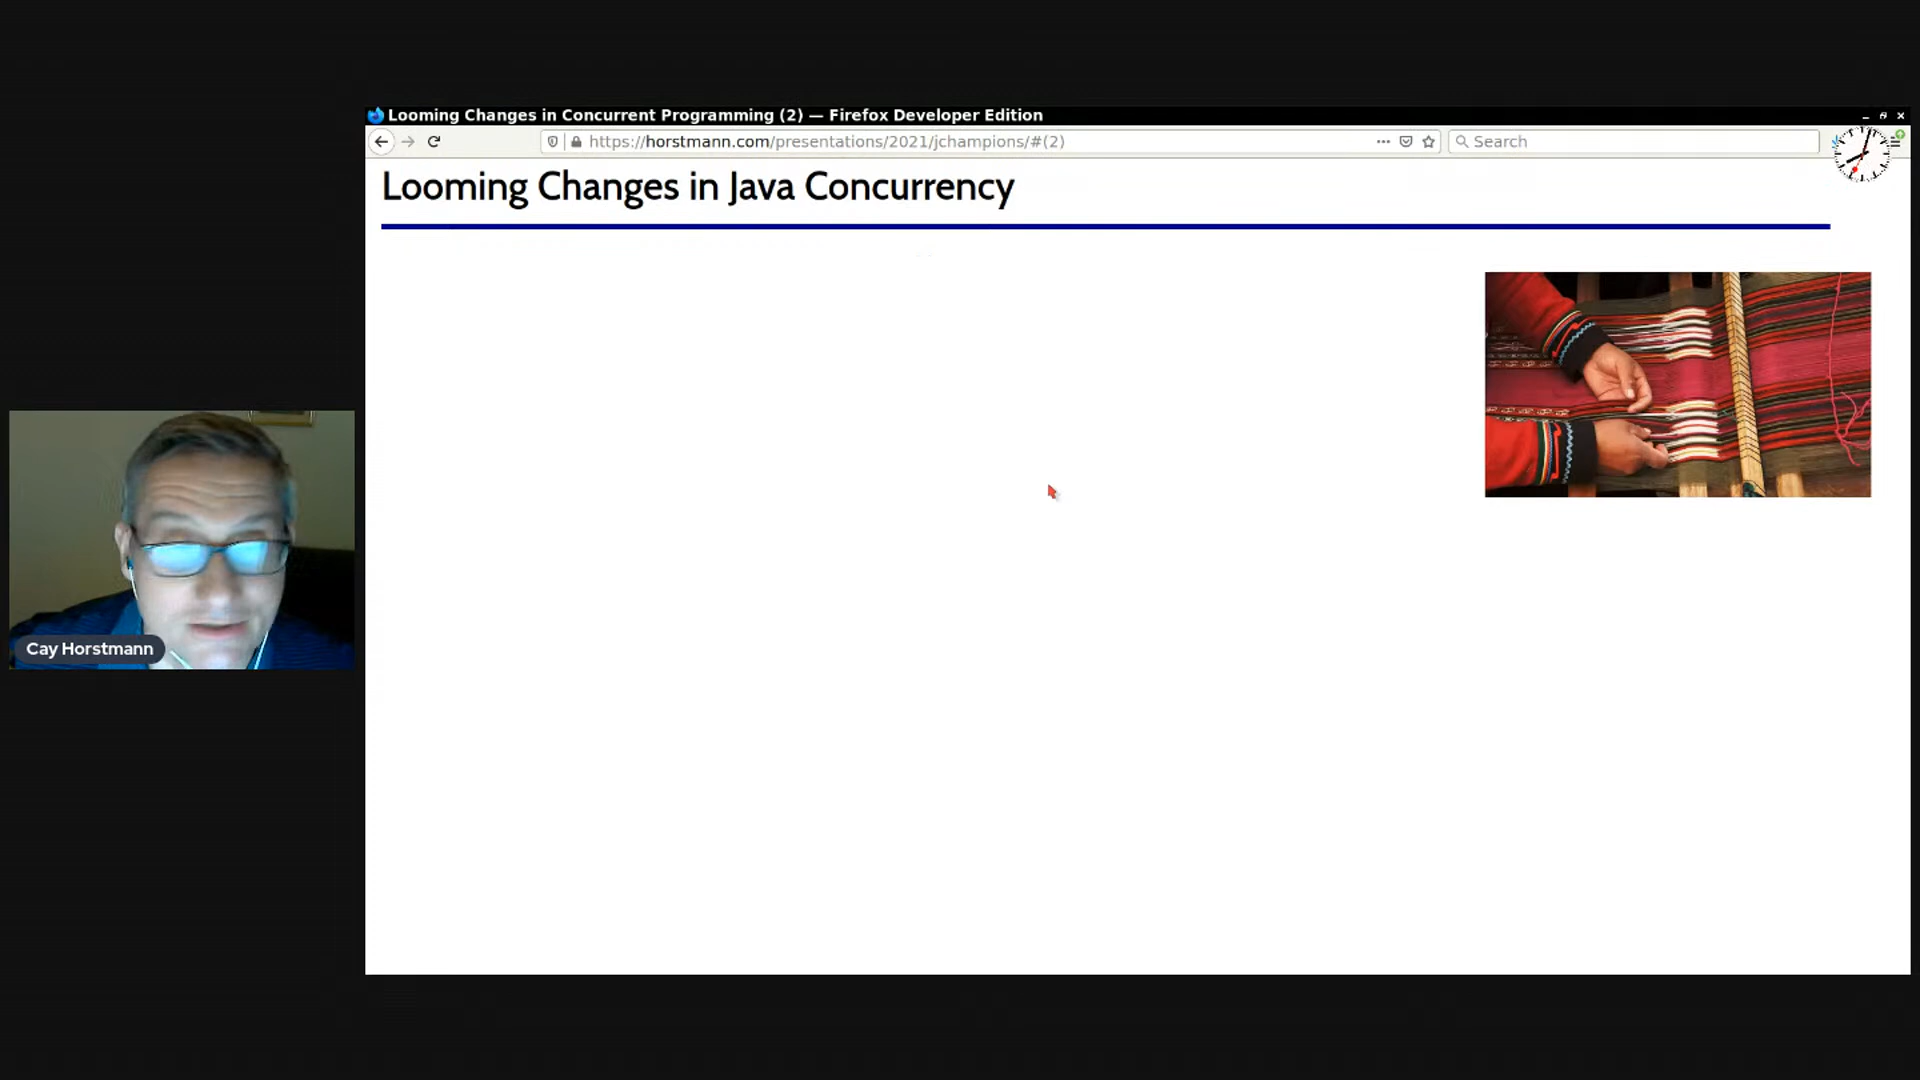 Looming Changes in Concurrent Programming (2) — Firefox Developer Edition
https://horstmann.com/presentations/2021/jchampions/#(2)
Search
Looming Changes in Java Concurrency
Cay Horstmann